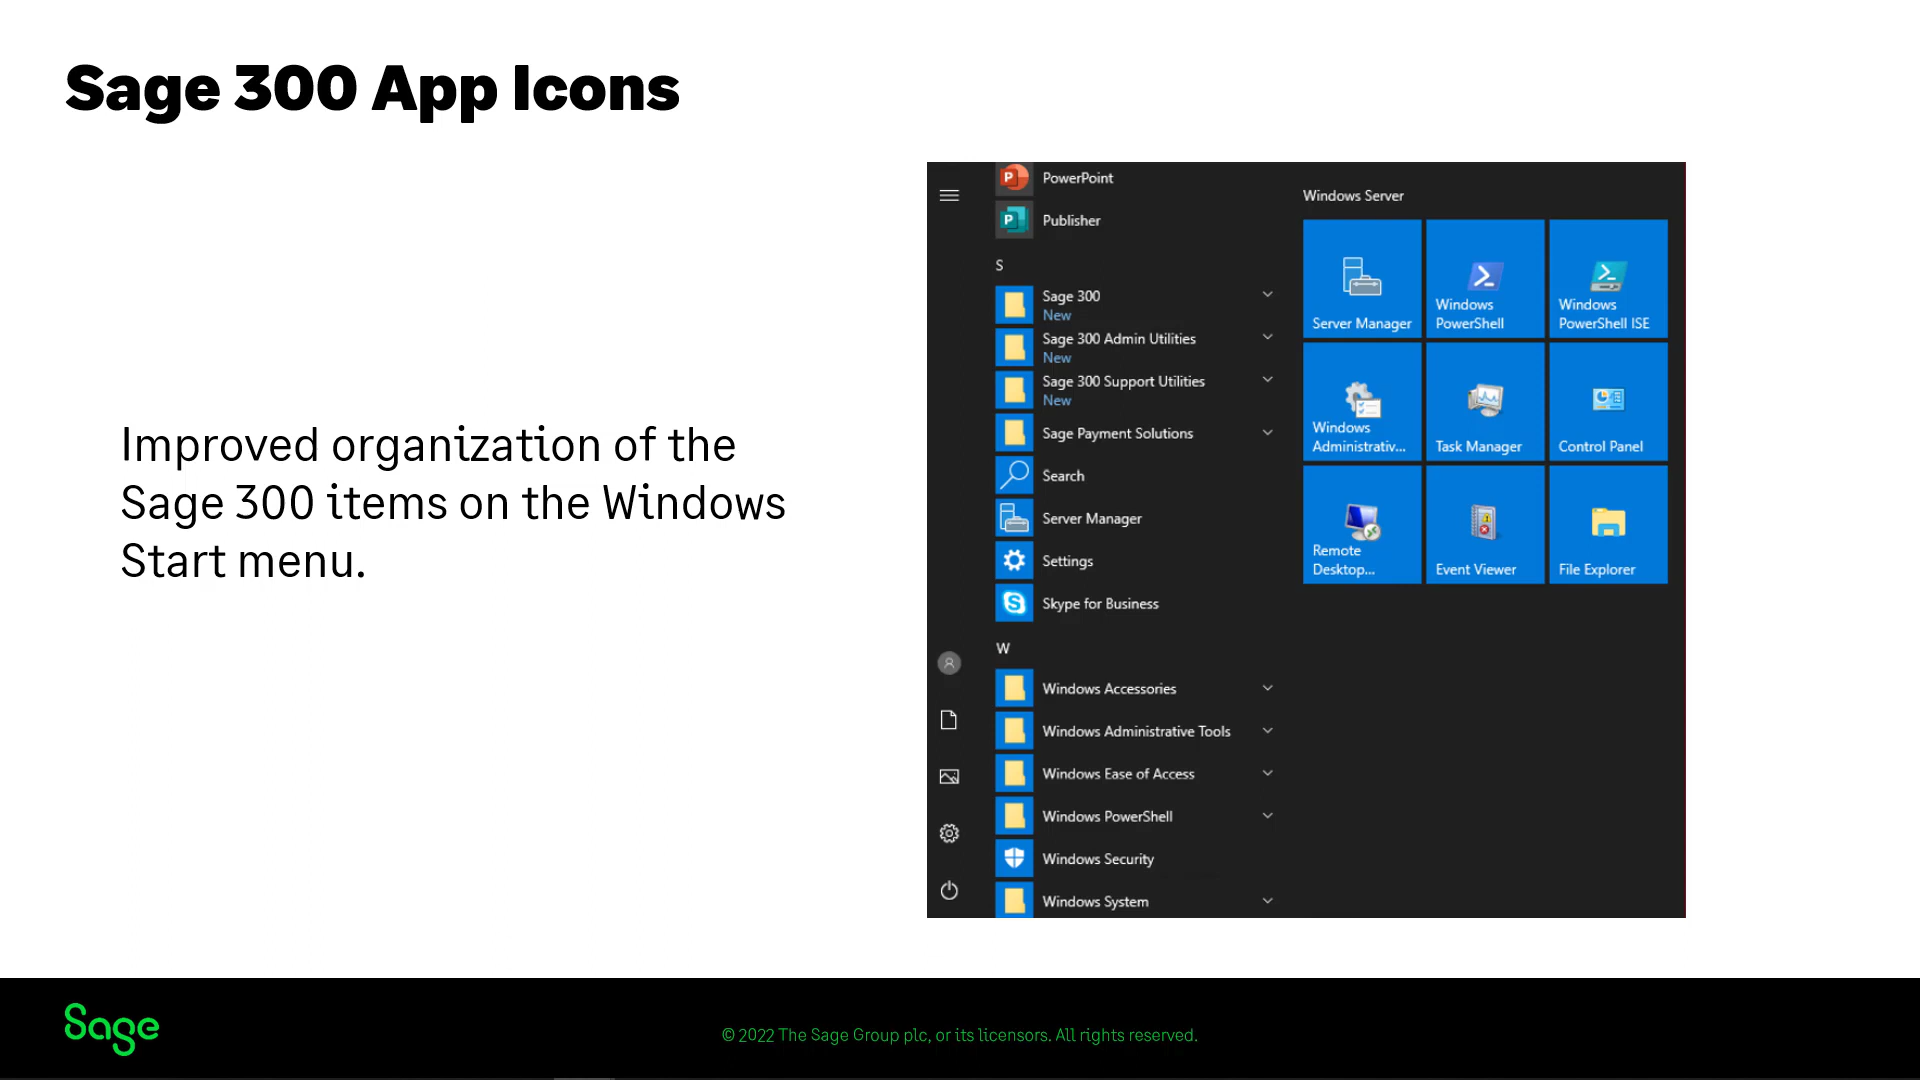 Sage 300 App Icons
Improved organization of the
Sage 300 items on the Windows
Start menu.
PowerPoint
Publisher
S
Sage 300
New
Sage 300 Admin Utilities
New
Sage 300 Support Utilities
New
Sage Payment Solutions
Search
Server Manager
Settings
Skype for Business
W
Windows Accessories
Windows Administrative Tools
Windows Ease of Access
Windows PowerShell
Windows Security
Windows System
Windows Server
Server Manager
Windows
PowerShell
Windows
PowerShell ISE
Windows
Administrativ...
Task Manager
Control Panel
Remote
Desktop...
Event Viewer
File Explorer
Sage
© 2022 The Sage Group plc, or its licensors. All rights reserved.